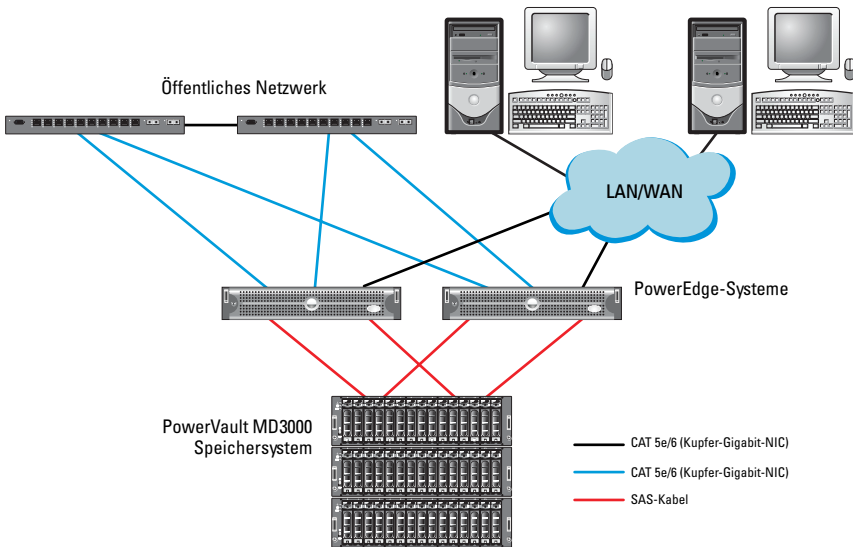 Öffentliches Netzwerk
LAN/WAN
PowerEdge-Systeme
PowerVault MD3000
Speichersystem
CAT 5e/6 (Kupfer-Gigabit-NIC)
CAT 5e/6 (Kupfer-Gigabit-NIC)
SAS-Kabel